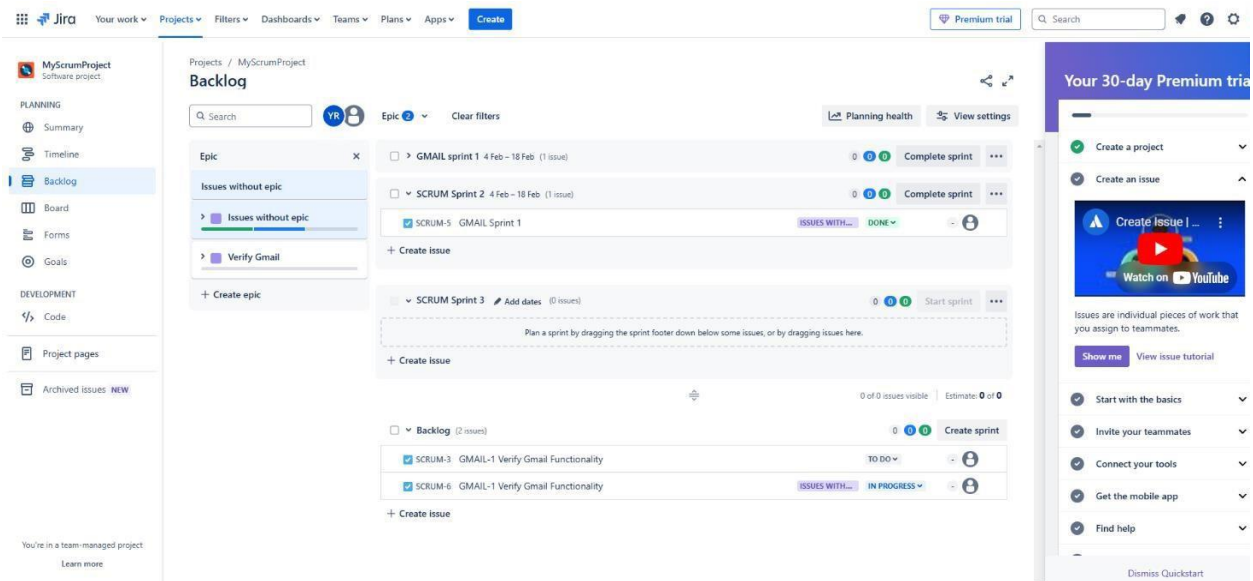 Jira Your work Projects Filters Dashboards Teams Plans Apps Create Premium trial Search
MyScrumProject
Software project
PLANNING
Summary
Timeline
Backlog
Board
Forms
Goals
DEVELOPMENT
Code
Project pages
Archived issues NEW
You're in a team-managed project
Learn more
Projects / MyScrumProject
Backlog
Search YR Epic 2 Clear filters Planning health View settings
Epic
Issues without epic
Issues without epic
Verify Gmail
+ Create epic
GMAIL sprint 1 4 Feb – 18 Feb (1 issue) 0 0 0 Complete sprint
SCRUM Sprint 2 4 Feb – 18 Feb (1 issue) 0 0 0 Complete sprint
SCRUM-5 GMAIL Sprint 1 ISSUES WITH... DONE -
+ Create issue
SCRUM Sprint 3 Add dates (0 issues) 0 0 0 Start sprint
Plan a sprint by dragging the sprint footer down below some issues, or by dragging issues here.
+ Create issue
0 of 0 issues visible Estimate: 0 of 0
Backlog (2 issues) 0 0 0 Create sprint
SCRUM-3 GMAIL-1 Verify Gmail Functionality TO DO -
SCRUM-6 GMAIL-1 Verify Gmail Functionality ISSUES WITH... IN PROGRESS -
+ Create issue
Your 30-day Premium tria
Create a project
Create an issue
Create Issue | ...
Watch on YouTube
Issues are individual pieces of work that
you assign to teammates.
Show me View issue tutorial
Start with the basics
Invite your teammates
Connect your tools
Get the mobile app
Find help
Dismiss Quickstart